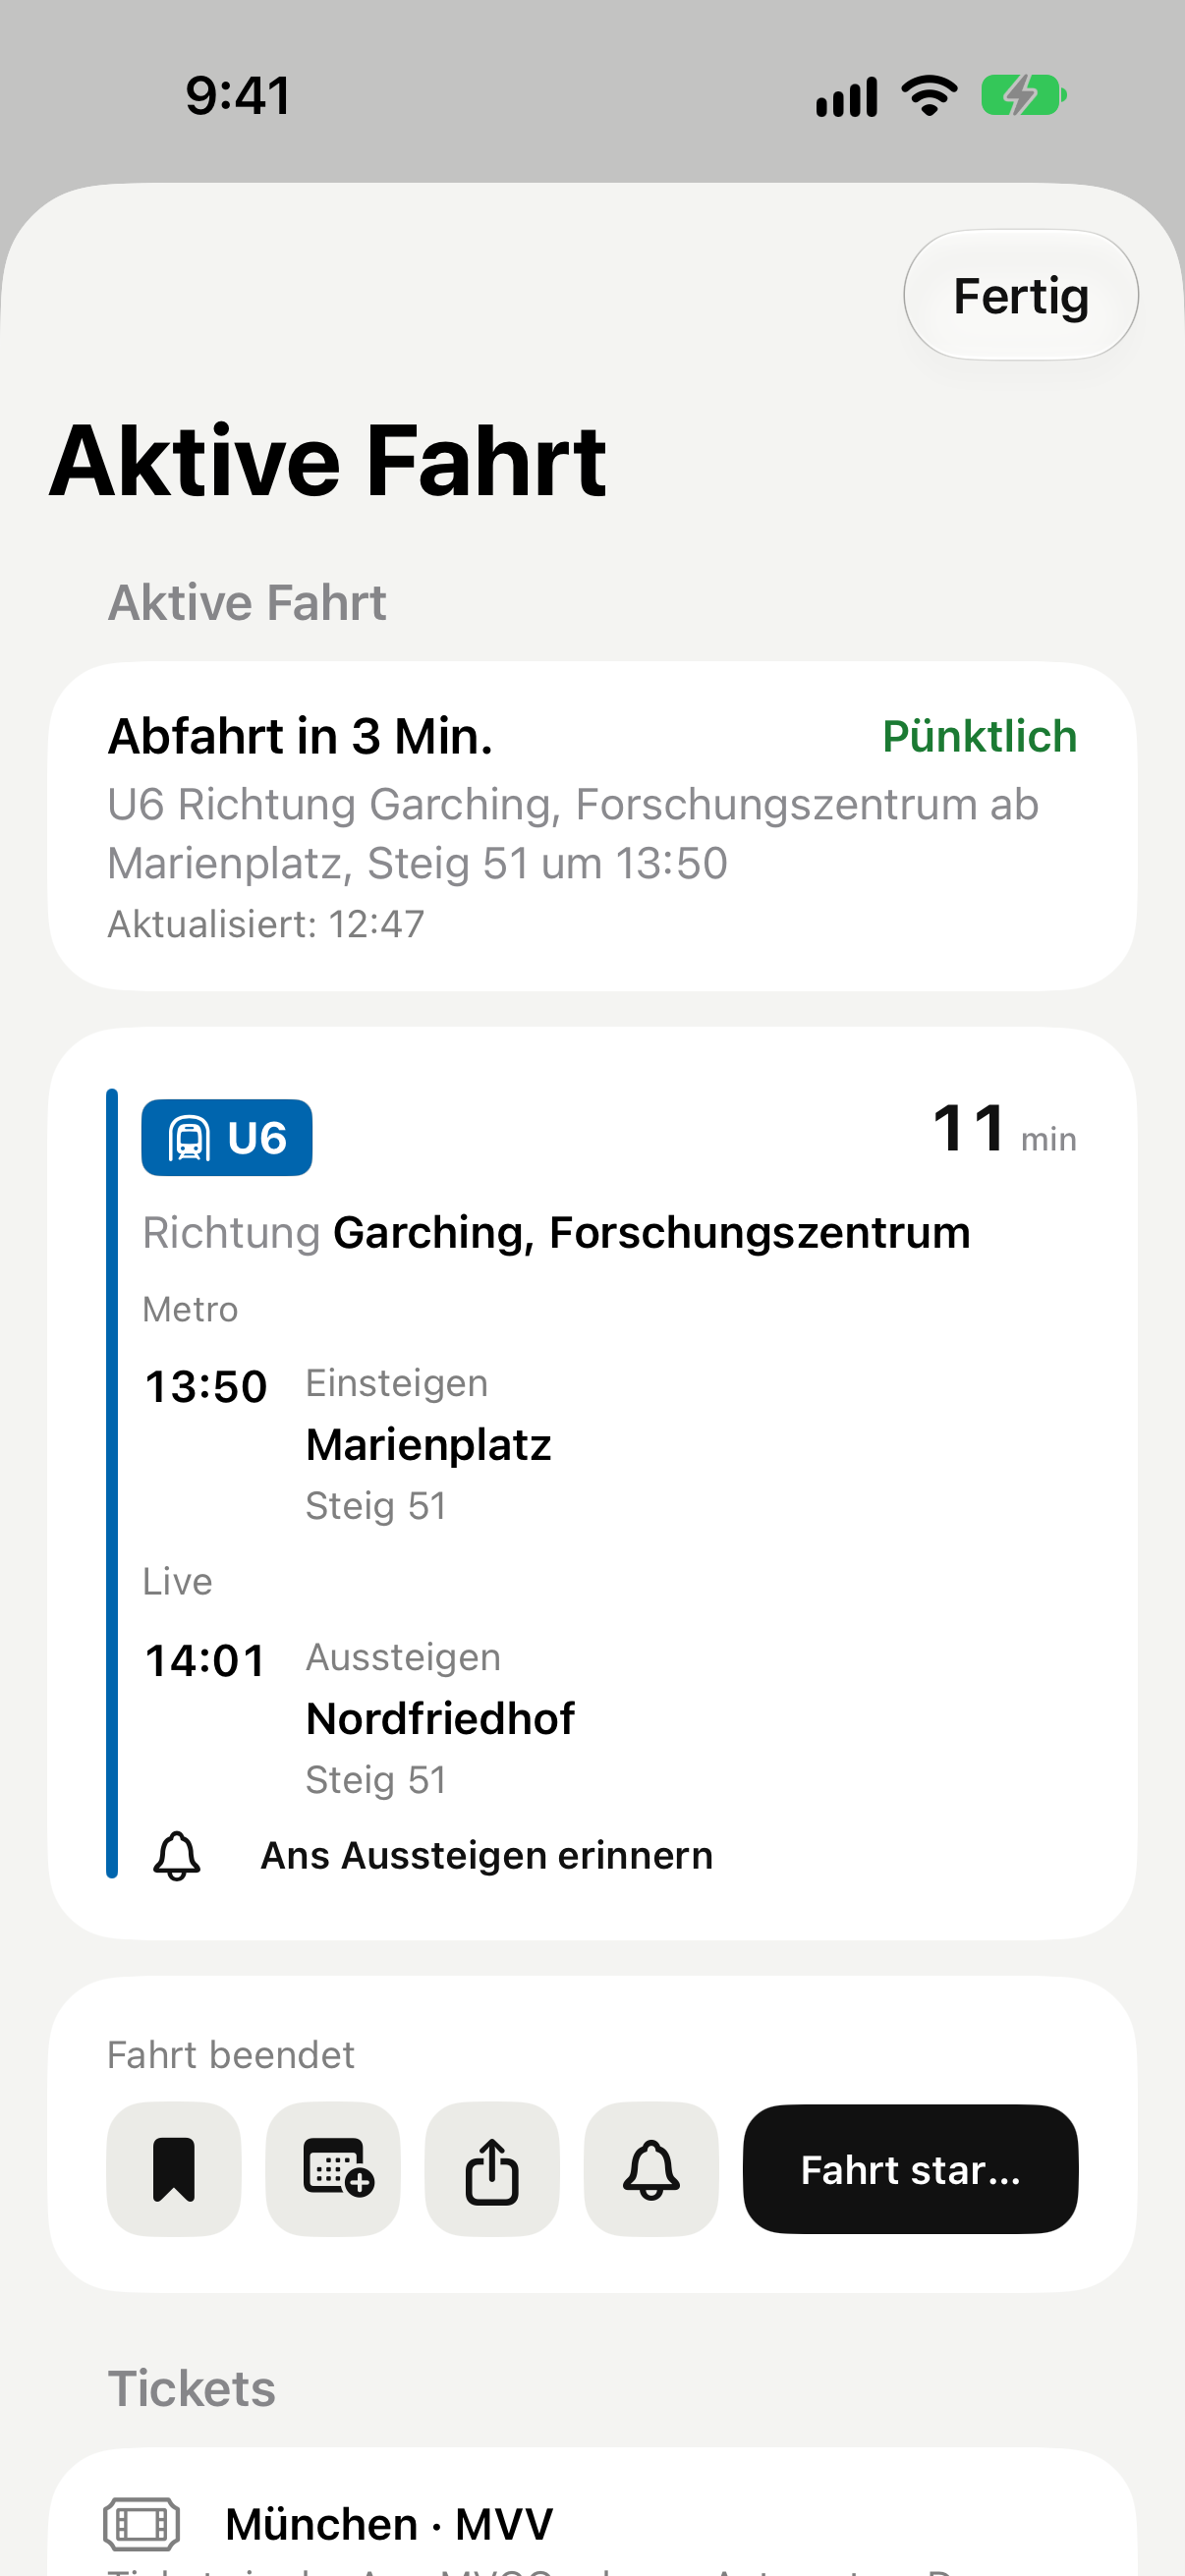 9:41
Fertig
Aktive Fahrt
Aktive Fahrt
Abfahrt in 3 Min.
Pünktlich
U6 Richtung Garching, Forschungszentrum ab
Marienplatz, Steig 51 um 13:50
Aktualisiert: 12:47
U6
11 min
Richtung Garching, Forschungszentrum
Metro
13:50 Einsteigen
Marienplatz
Steig 51
Live
14:01 Aussteigen
Nordfriedhof
Steig 51
Ans Aussteigen erinnern
Fahrt beendet
Fahrt star...
Tickets
München · MVV